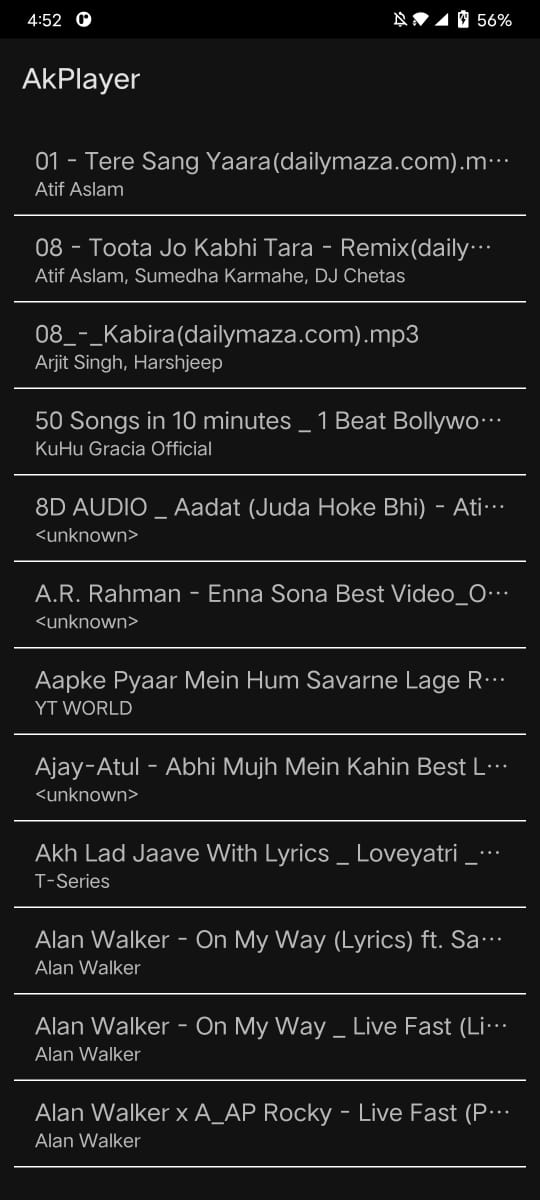 4:52 56%
AkPlayer
01 - Tere Sang Yaara(dailymaza.com).m···
Atif Aslam
08 - Toota Jo Kabhi Tara - Remix(daily···
Atif Aslam, Sumedha Karmahe, DJ Chetas
08_-_Kabira(dailymaza.com).mp3
Arjit Singh, Harshjeep
50 Songs in 10 minutes _ 1 Beat Bollywo···
KuHu Gracia Official
8D AUDIO _ Aadat (Juda Hoke Bhi) - Ati···
<unknown>
A.R. Rahman - Enna Sona Best Video_O···
<unknown>
Aapke Pyaar Mein Hum Savarne Lage R···
YT WORLD
Ajay-Atul - Abhi Mujh Mein Kahin Best L···
<unknown>
Akh Lad Jaave With Lyrics _ Loveyatri _···
T-Series
Alan Walker - On My Way (Lyrics) ft. Sa···
Alan Walker
Alan Walker - On My Way _ Live Fast (Li···
Alan Walker
Alan Walker x A_AP Rocky - Live Fast (P···
Alan Walker